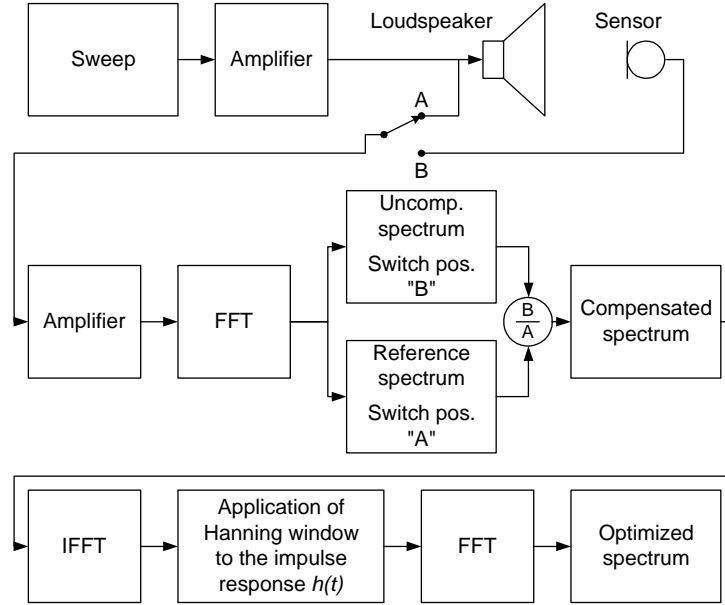 Loudspeaker
Sensor
Sweep
Amplifier
A
B
Uncomp.
spectrum
Switch pos.
"B"
Amplifier
FFT
B
A
Compensated
spectrum
Reference
spectrum
Switch pos.
"A"
IFFT
Application of
Hanning window
to the impulse
response h(t)
FFT
Optimized
spectrum